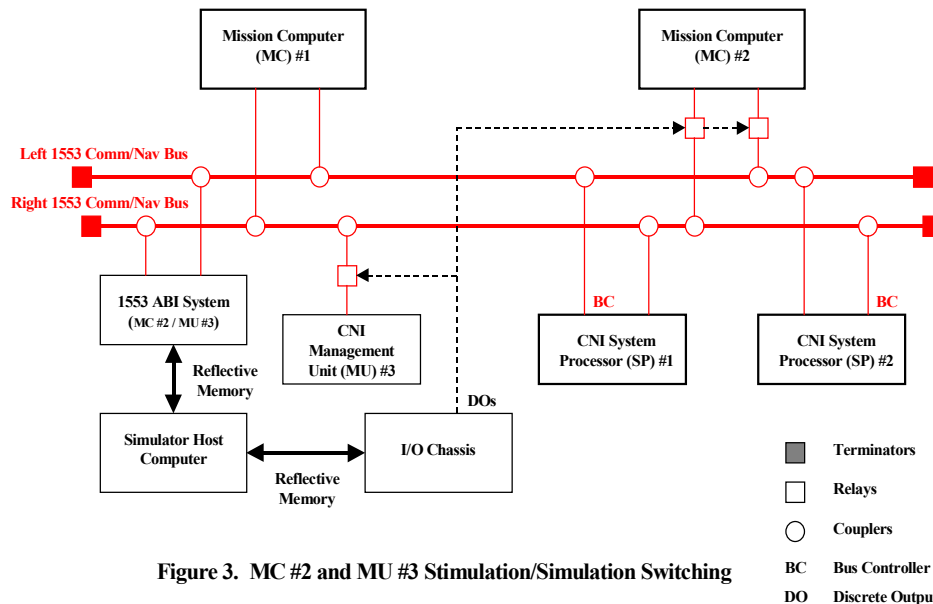 Mission Computer
(MC) #1
Mission Computer
(MC) #2
Left 1553 Comm/Nav Bus
Right 1553 Comm/Nav Bus
1553 ABI System
(MC #2 / MU #3)
CNI
Management
Unit (MU) #3
BC
CNI System
Processor (SP) #1
BC
CNI System
Processor (SP) #2
Reflective
Memory
DOs
Simulator Host
Computer
I/O Chassis
Reflective
Memory
Terminators
Relays
Couplers
BC Bus Controller
DO Discrete Outpu
Figure 3. MC #2 and MU #3 Stimulation/Simulation Switching